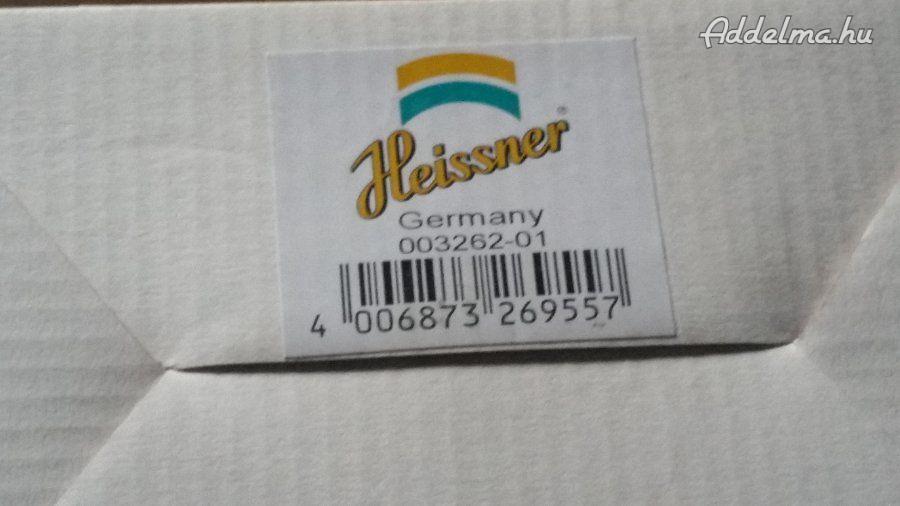 Addelma.hu
Heissner®
Germany
003262-01
4 006873 269557